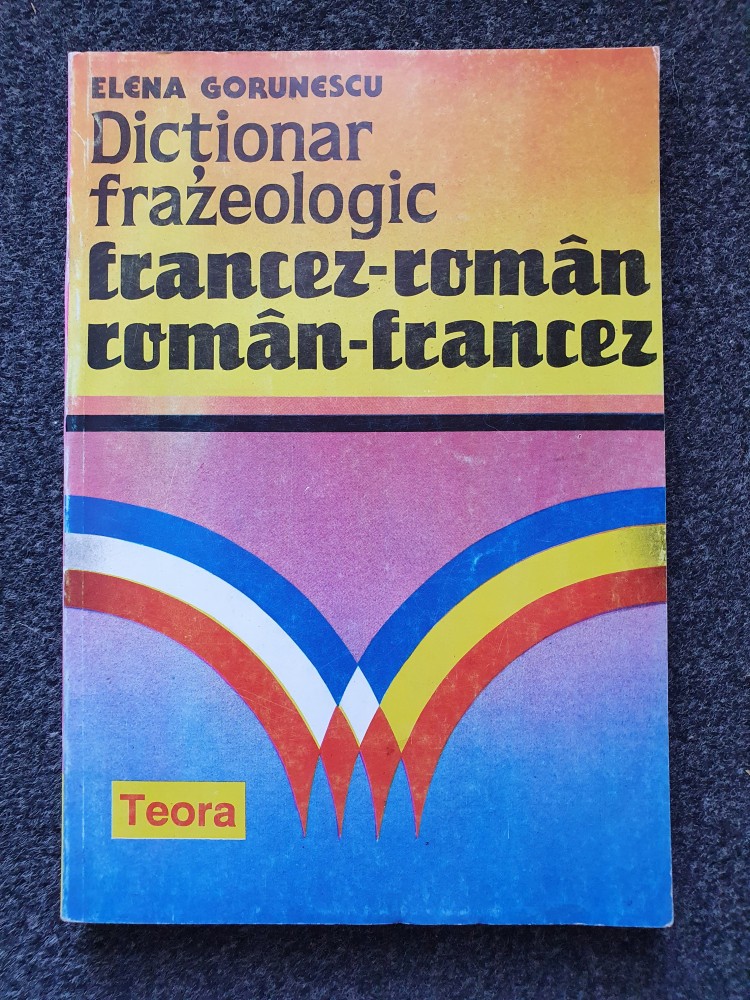 ELENA GORUNESCU
Dicționar
frazeologic
francez-român
român-francez
Teora